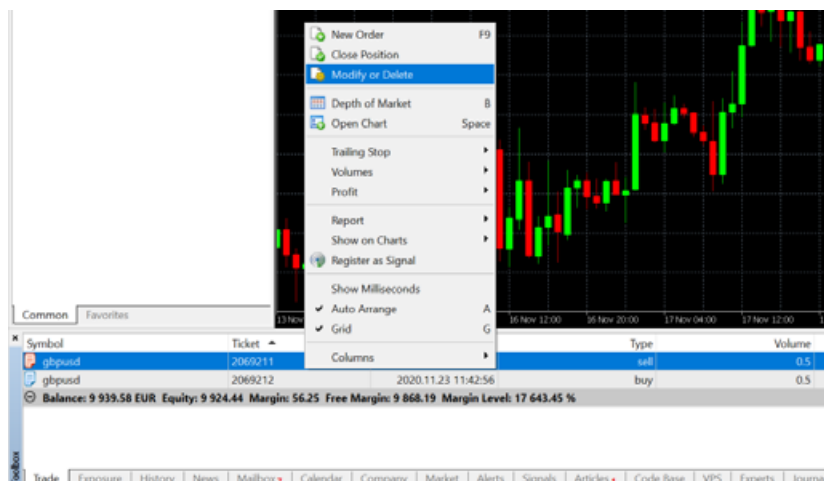 New Order F9
Close Position
Modify or Delete
Depth of Market B
Open Chart Space
Trailing Stop
Volumes
Profit
Report
Show on Charts
Register as Signal
Show Milliseconds
Auto Arrange A
Grid G
Columns
Common Favorites
13 Nov 16 Nov 12:00 16 Nov 20:00 17 Nov 04:00 17 Nov 12:00
Symbol Ticket Type Volume
gbpusd 2069211 sell 0.5
gbpusd 2069212 2020.11.23 11:42:56 buy 0.5
Balance: 9 939.58 EUR Equity: 9 924.44 Margin: 56.25 Free Margin: 9 868.19 Margin Level: 17 643.45 %
Trade Exposure History News Mailbox Calendar Company Market Alerts Signals Articles Code Base VPS Experts